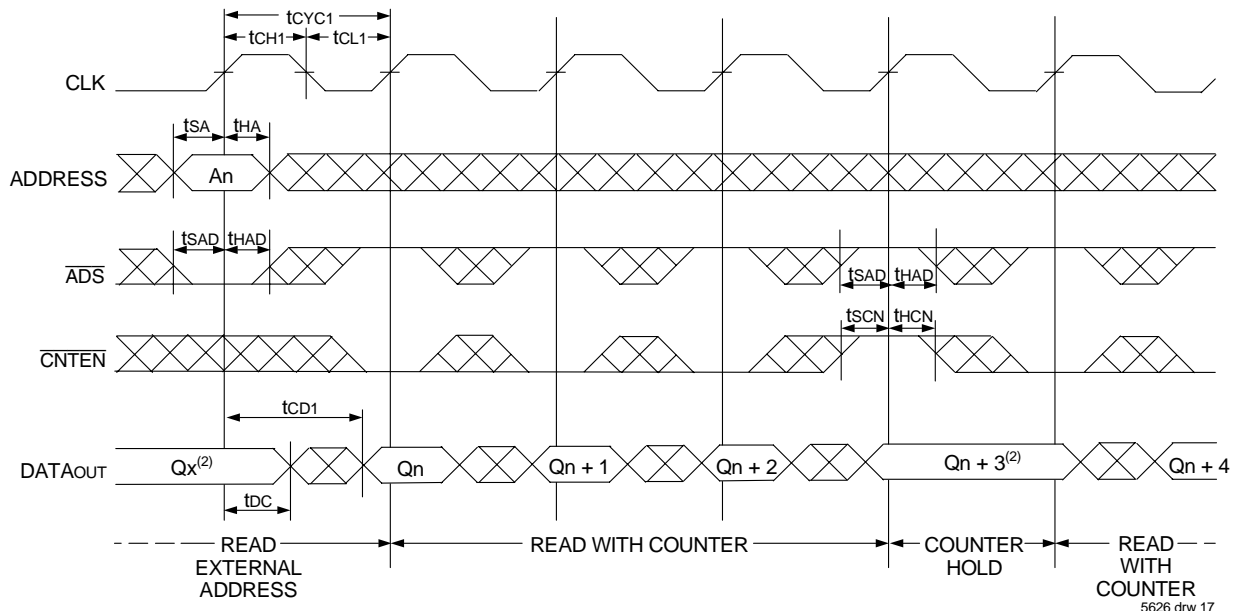 tCYC1
tCH1 tCL1
CLK
tSA tHA
ADDRESS An
tSAD tHAD
ADS
tSAD tHAD
tSCN tHCN
CNTEN
tCD1
DATAOUT Qx(2) Qn Qn + 1 Qn + 2 Qn + 3(2) Qn + 4
tDC
READ EXTERNAL ADDRESS
READ WITH COUNTER
COUNTER HOLD
READ WITH COUNTER
5626 drw 17